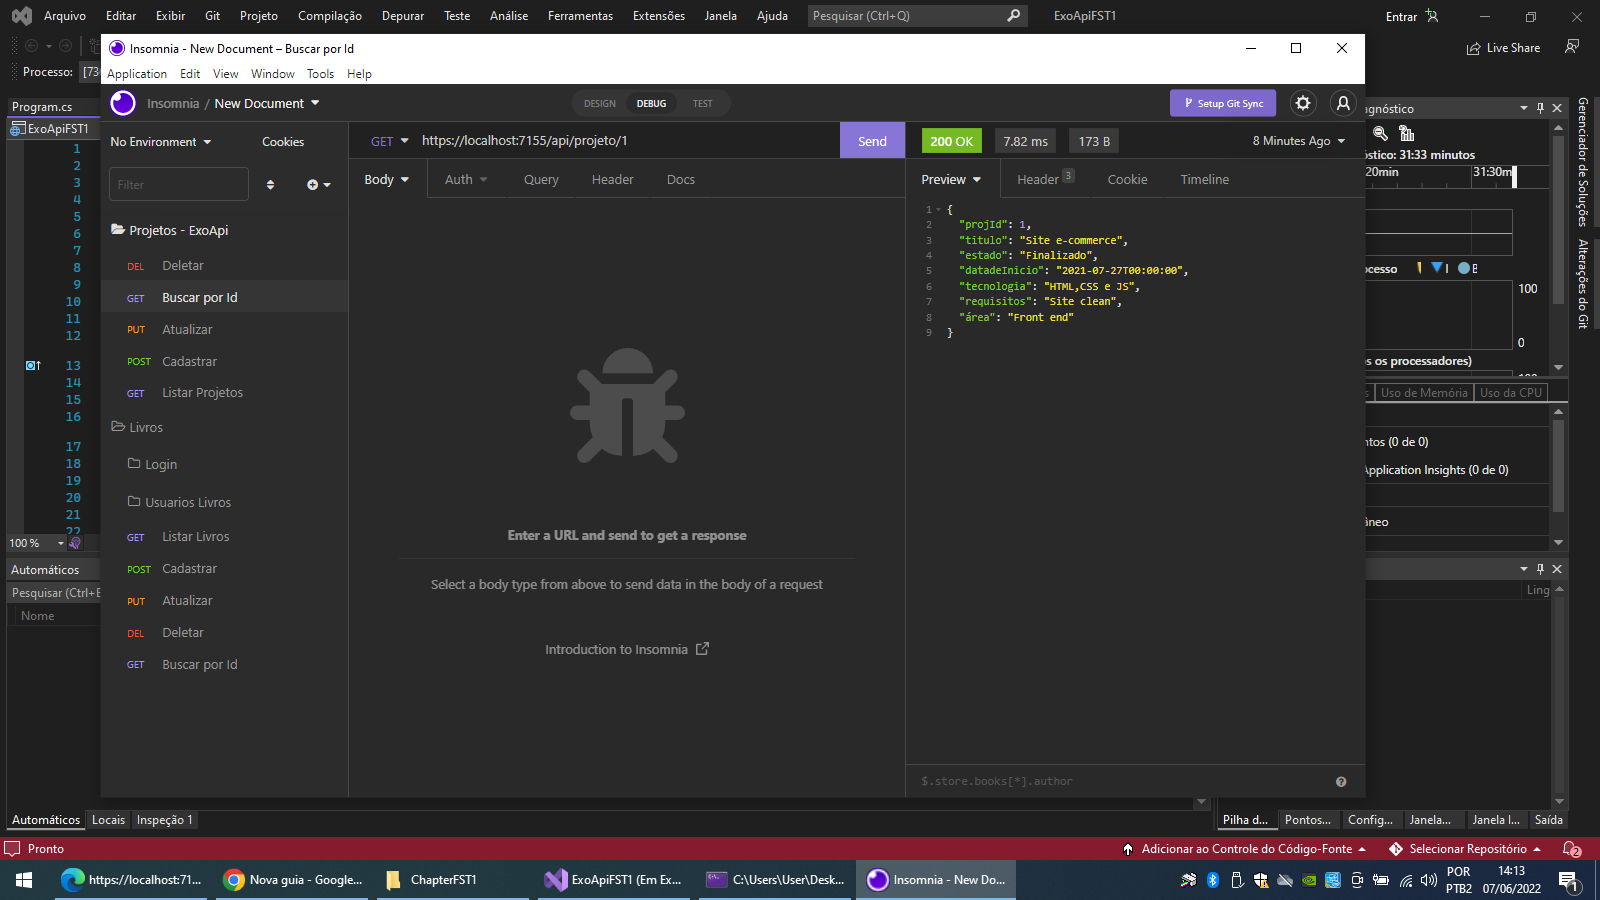 Arquivo Editar Exibir Git Projeto Compilação Depurar Teste Análise Ferramentas Extensões Janela Ajuda Pesquisar (Ctrl+Q) ExoApiFST1 Entrar
Live Share
Processo: [73
Program.cs
ExoApiFST1
1
2
3
4
5
6
7
8
9
10
11
12
13
14
15
16
17
18
19
20
21
22
100 %
Automáticos
Pesquisar (Ctrl+E
Nome
Insomnia - New Document – Buscar por Id
Application Edit View Window Tools Help
Insomnia / New Document
DESIGN DEBUG TEST
Setup Git Sync
No Environment Cookies
Filter
Projetos - ExoApi
DEL Deletar
GET Buscar por Id
PUT Atualizar
POST Cadastrar
GET Listar Projetos
Livros
Login
Usuarios Livros
GET Listar Livros
POST Cadastrar
PUT Atualizar
DEL Deletar
GET Buscar por Id
GET https://localhost:7155/api/projeto/1 Send
Body Auth Query Header Docs
Enter a URL and send to get a response
Select a body type from above to send data in the body of a request
Introduction to Insomnia
200 OK 7.82 ms 173 B 8 Minutes Ago
Preview Header 3 Cookie Timeline
1 {
2 "projId": 1,
3 "titulo": "Site e-commerce",
4 "estado": "Finalizado",
5 "datadeInicio": "2021-07-27T00:00:00",
6 "tecnologia": "HTML,CSS e JS",
7 "requisitos": "Site clean",
8 "área": "Front end"
9 }
$.store.books[*].author
agnóstico
óstico: 31:33 minutos
20min 31:30m
ocesso I B
100
0
os os processadores)
s Uso de Memória Uso da CPU
ntos (0 de 0)
Application Insights (0 de 0)
âneo
Ling
Gerenciador de Soluções
Alterações do Git
Automáticos Locais Inspeção 1
Pilha d... Pontos... Config... Janela... Janela I... Saída
Pronto
Adicionar ao Controle do Código-Fonte Selecionar Repositório 2
https://localhost:71... Nova guia - Google... ChapterFST1 ExoApiFST1 (Em Ex... C:\Users\User\Desk... Insomnia - New Do...
POR
PTB2
14:13
07/06/2022
1